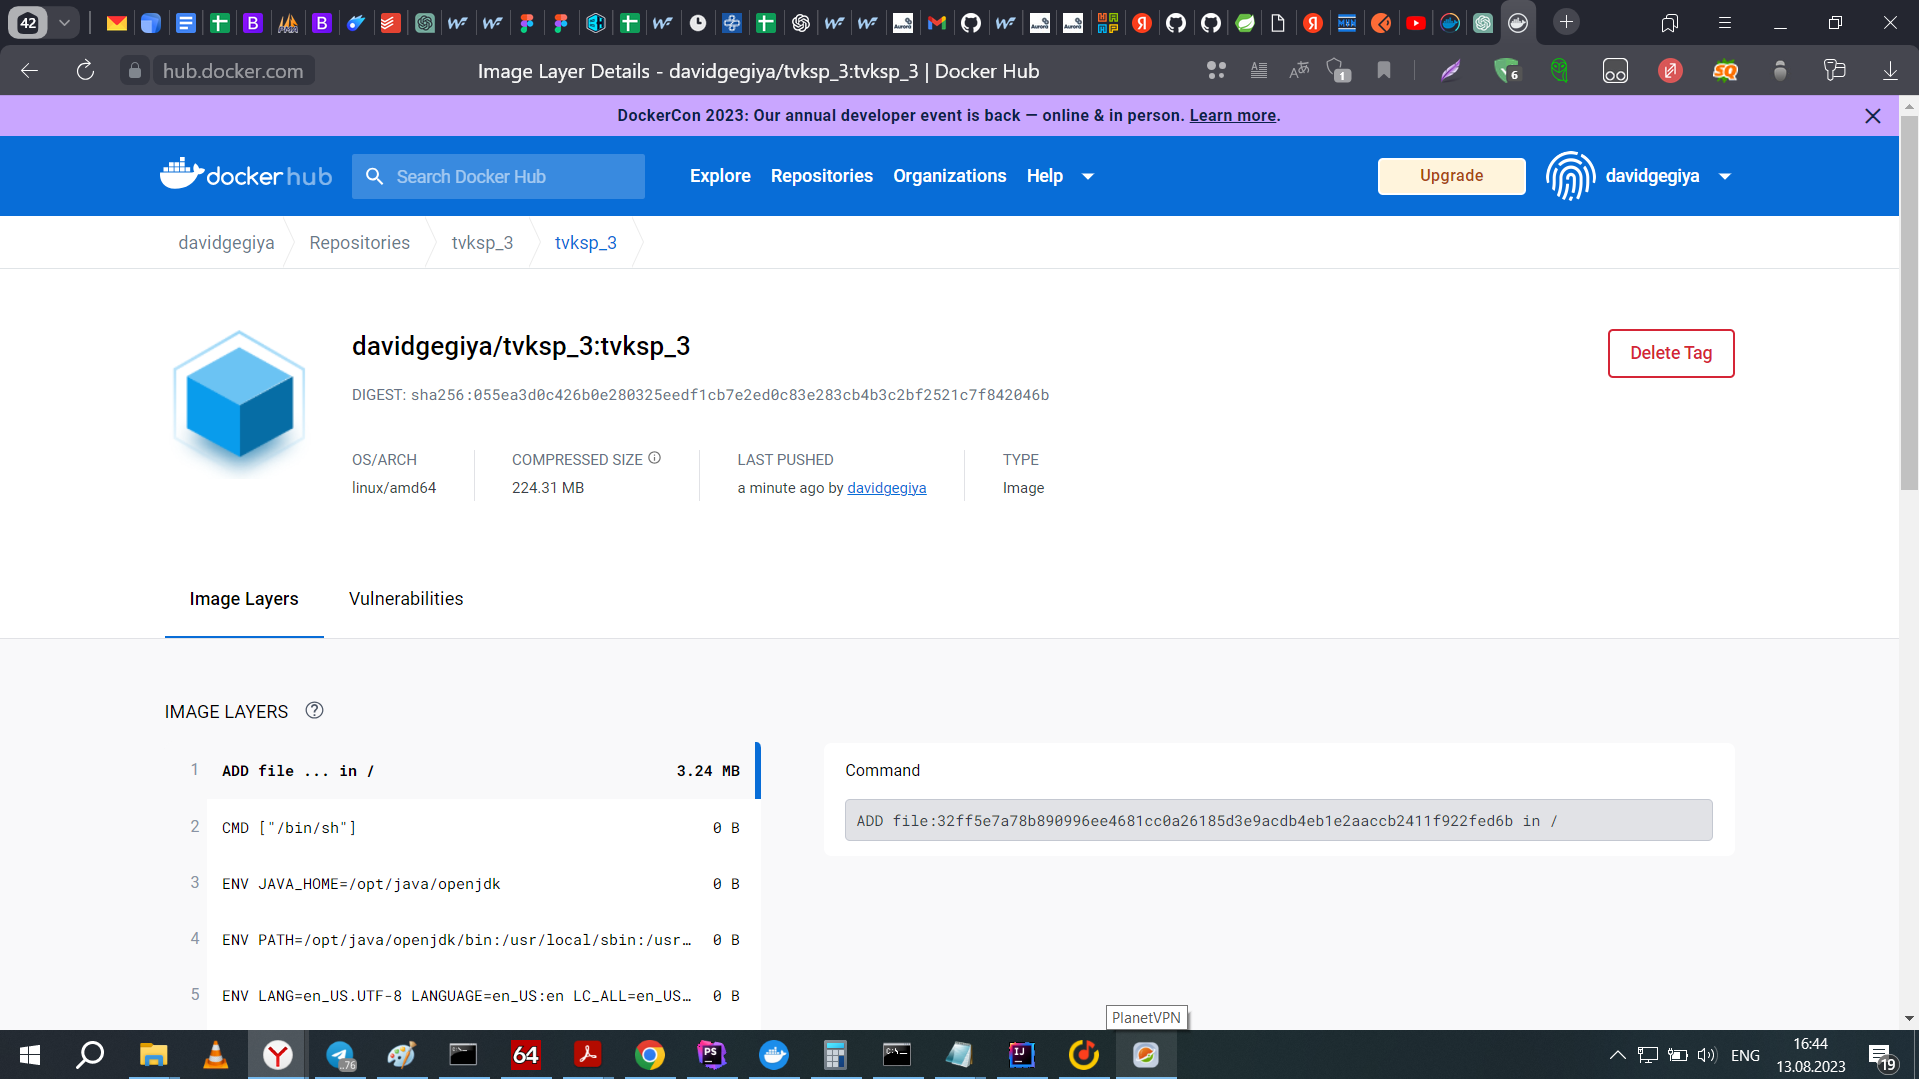 42
hub.docker.com
Image Layer Details - davidgegiya/tvksp_3:tvksp_3 | Docker Hub
1
6
DockerCon 2023: Our annual developer event is back — online & in person. Learn more.
docker hub
Search Docker Hub
Explore
Repositories
Organizations
Help
Upgrade
davidgegiya
davidgegiya
Repositories
tvksp_3
tvksp_3
davidgegiya/tvksp_3:tvksp_3
Delete Tag
DIGEST: sha256:055ea3d0c426b0e280325eedf1cb7e2ed0c83e283cb4b3c2bf2521c7f842046b
OS/ARCH
linux/amd64
COMPRESSED SIZE
224.31 MB
LAST PUSHED
a minute ago by davidgegiya
TYPE
Image
Image Layers
Vulnerabilities
IMAGE LAYERS
1 ADD file ... in / 3.24 MB
2 CMD ["/bin/sh"] 0 B
3 ENV JAVA_HOME=/opt/java/openjdk 0 B
4 ENV PATH=/opt/java/openjdk/bin:/usr/local/sbin:/usr… 0 B
5 ENV LANG=en_US.UTF-8 LANGUAGE=en_US:en LC_ALL=en_US… 0 B
Command
ADD file:32ff5e7a78b890996ee4681cc0a26185d3e9acdb4eb1e2aaccb2411f922fed6b in /
PlanetVPN
76
64
PS
IJ
ENG
16:44
13.08.2023
19